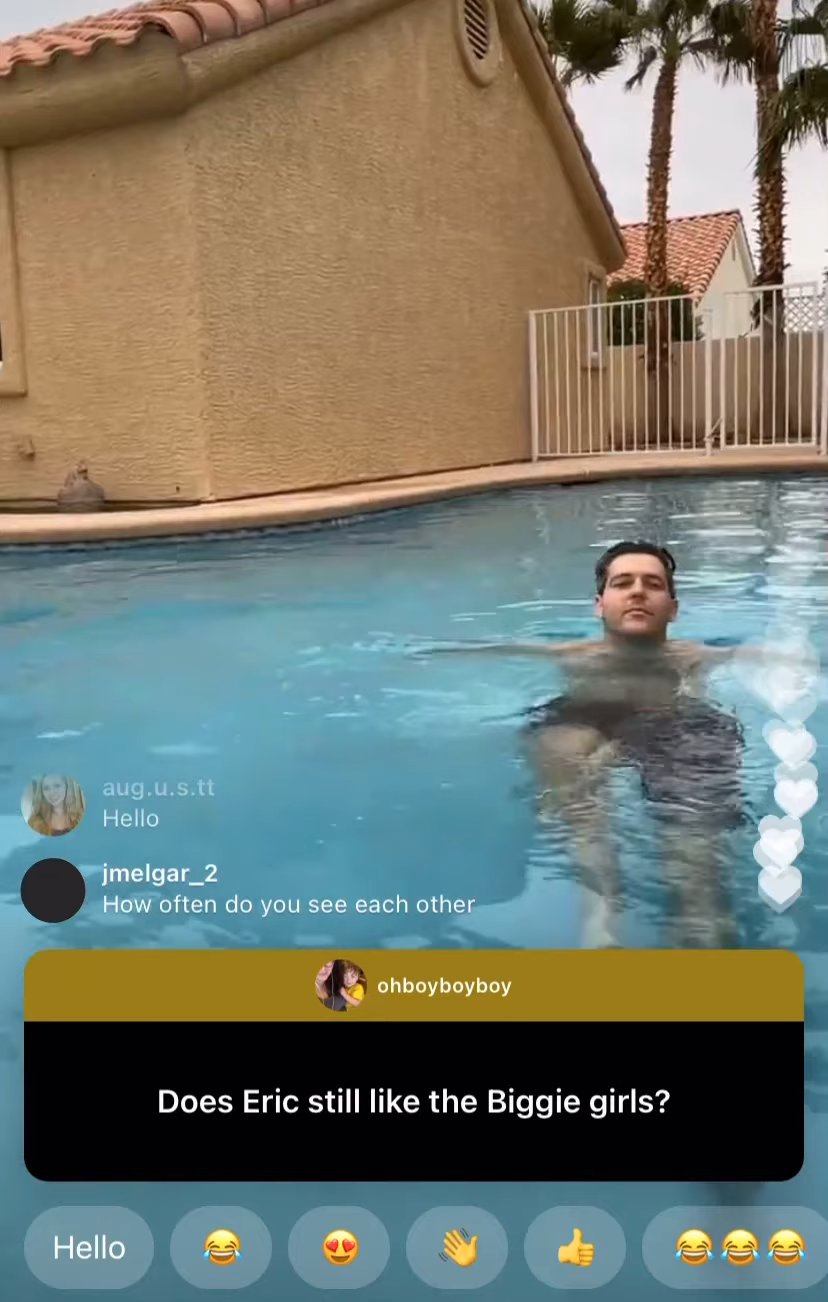 aug.u.s.tt
Hello
jmelgar_2
How often do you see each other
ohboyboyboy
Does Eric still like the Biggie girls?
Hello